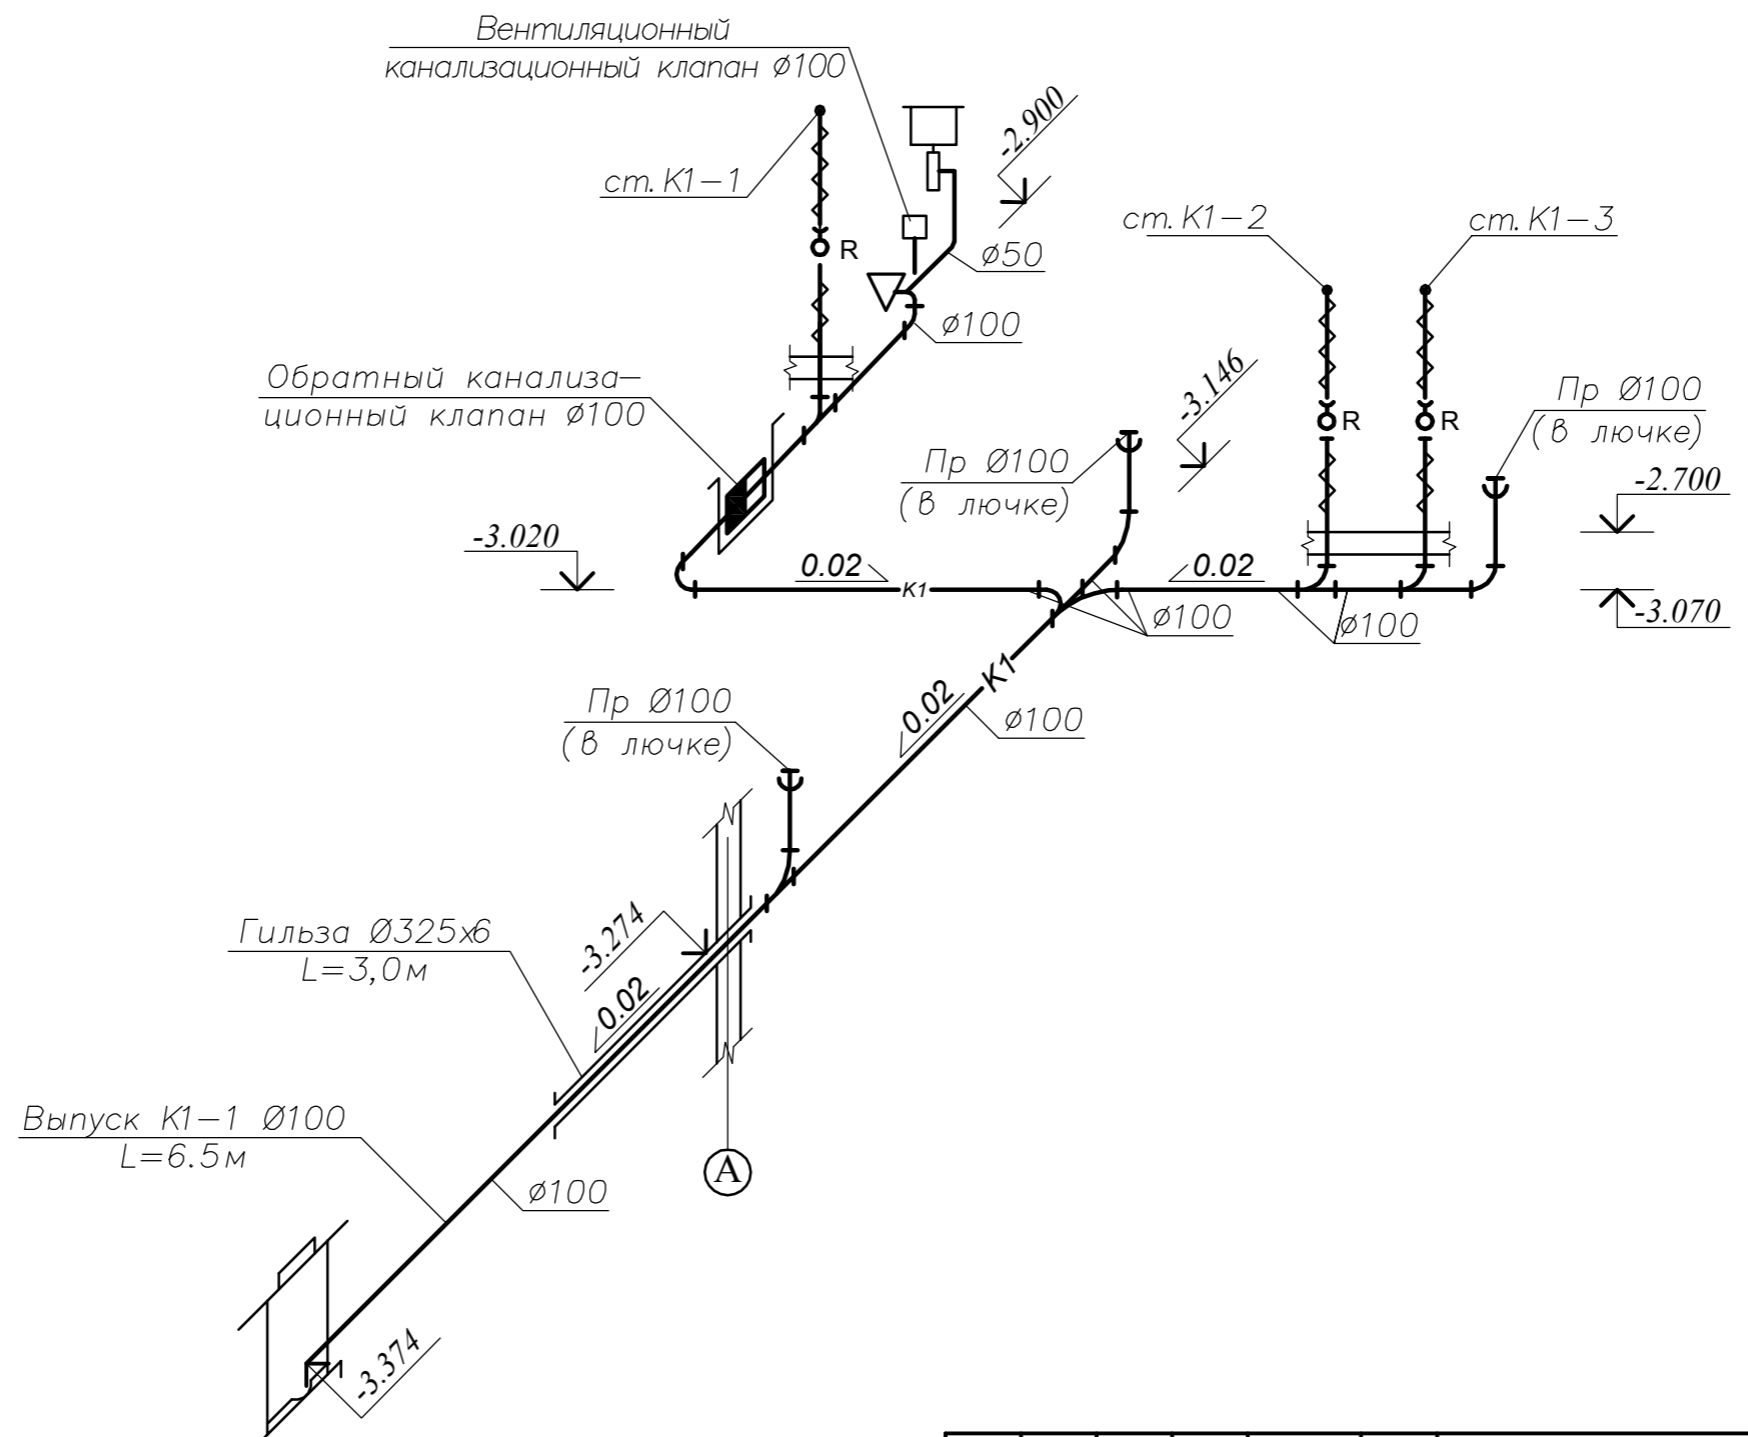 Вентиляционный
канализационный клапан ø100
ст. К1-1
-2.900
R
ø50
ст. К1-2
ст. К1-3
ø100
Обратный канализа-
ционный клапан ø100
-3.146
Пр Ø100
(в лючке)
R
R
Пр Ø100
(в лючке)
-2.700
-3.020
0.02
К1
0.02
ø100
ø100
-3.070
К1
0.02
ø100
Пр Ø100
(в лючке)
Гильза Ø325х6
L=3,0м
-3.274
0.02
Выпуск К1-1 Ø100
L=6.5м
А
ø100
-3.374